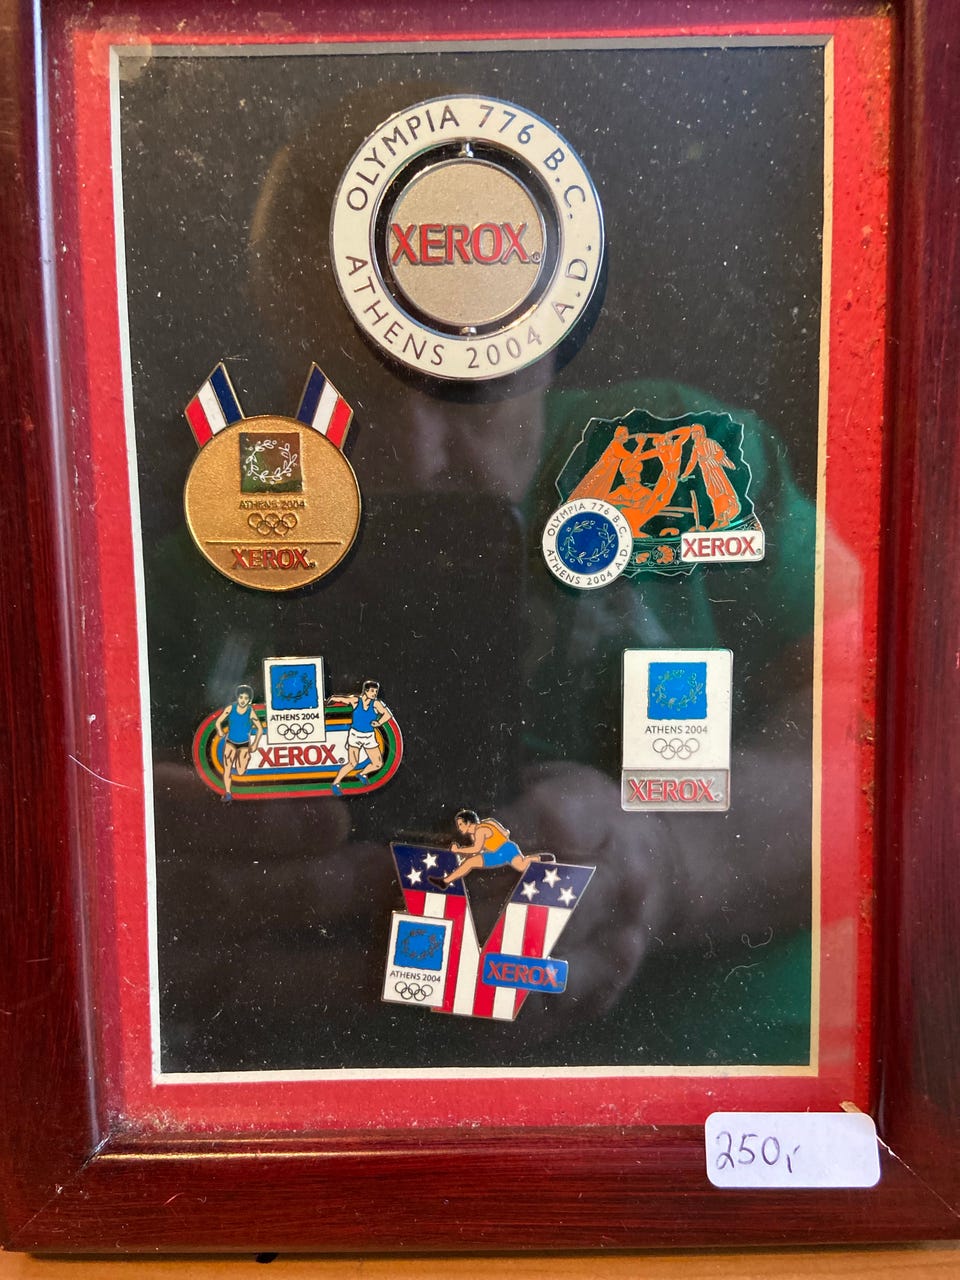 OLYMPIA 776 B.C.
XEROX®
ATHENS 2004 A.D.
ATHENS 2004
XEROX®
OLYMPIA 776 B.C.
ATHENS 2004 A.D.
XEROX®
ATHENS 2004
XEROX®
ATHENS 2004
XEROX®
ATHENS 2004
XEROX®
250,